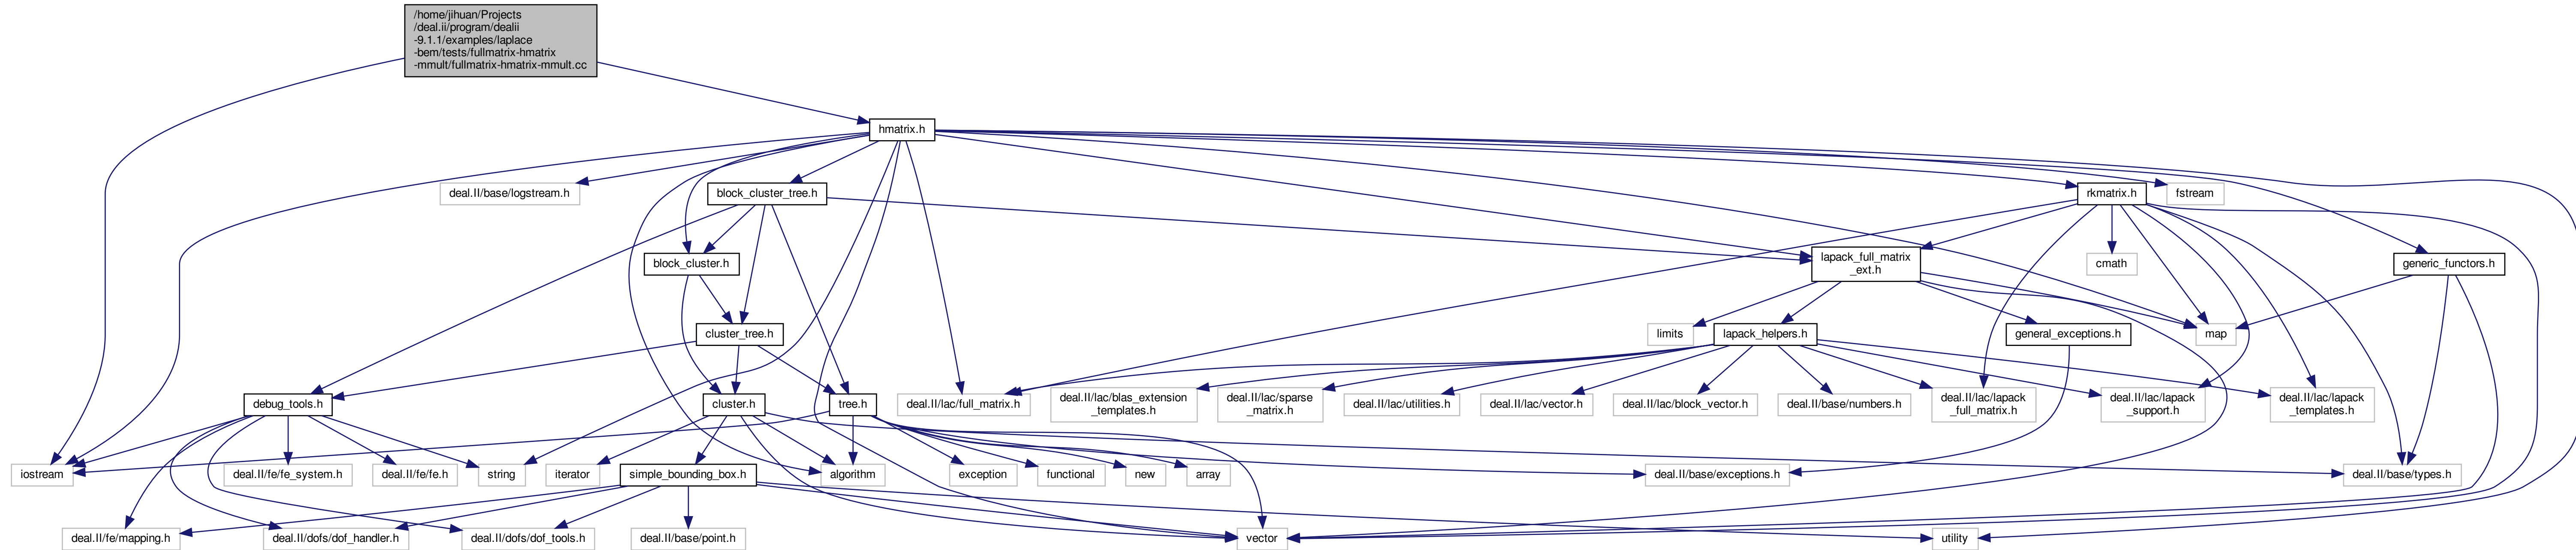 /home/jihuan/Projects
/deal.ii/program/dealii
-9.1.1/examples/laplace
-bem/tests/fullmatrix-hmatrix
-mmult/fullmatrix-hmatrix-mmult.cc
hmatrix.h
deal.II/base/logstream.h
block_cluster_tree.h
rkmatrix.h
fstream
block_cluster.h
lapack_full_matrix
_ext.h
cmath
generic_functors.h
cluster_tree.h
limits
lapack_helpers.h
general_exceptions.h
map
debug_tools.h
cluster.h
tree.h
deal.II/lac/full_matrix.h
deal.II/lac/blas_extension
_templates.h
deal.II/lac/sparse
_matrix.h
deal.II/lac/utilities.h
deal.II/lac/vector.h
deal.II/lac/block_vector.h
deal.II/base/numbers.h
deal.II/lac/lapack
_full_matrix.h
deal.II/lac/lapack
_support.h
deal.II/lac/lapack
_templates.h
iostream
deal.II/fe/fe_system.h
deal.II/fe/fe.h
string
iterator
simple_bounding_box.h
algorithm
exception
functional
new
array
deal.II/base/exceptions.h
deal.II/base/types.h
deal.II/fe/mapping.h
deal.II/dofs/dof_handler.h
deal.II/dofs/dof_tools.h
deal.II/base/point.h
vector
utility